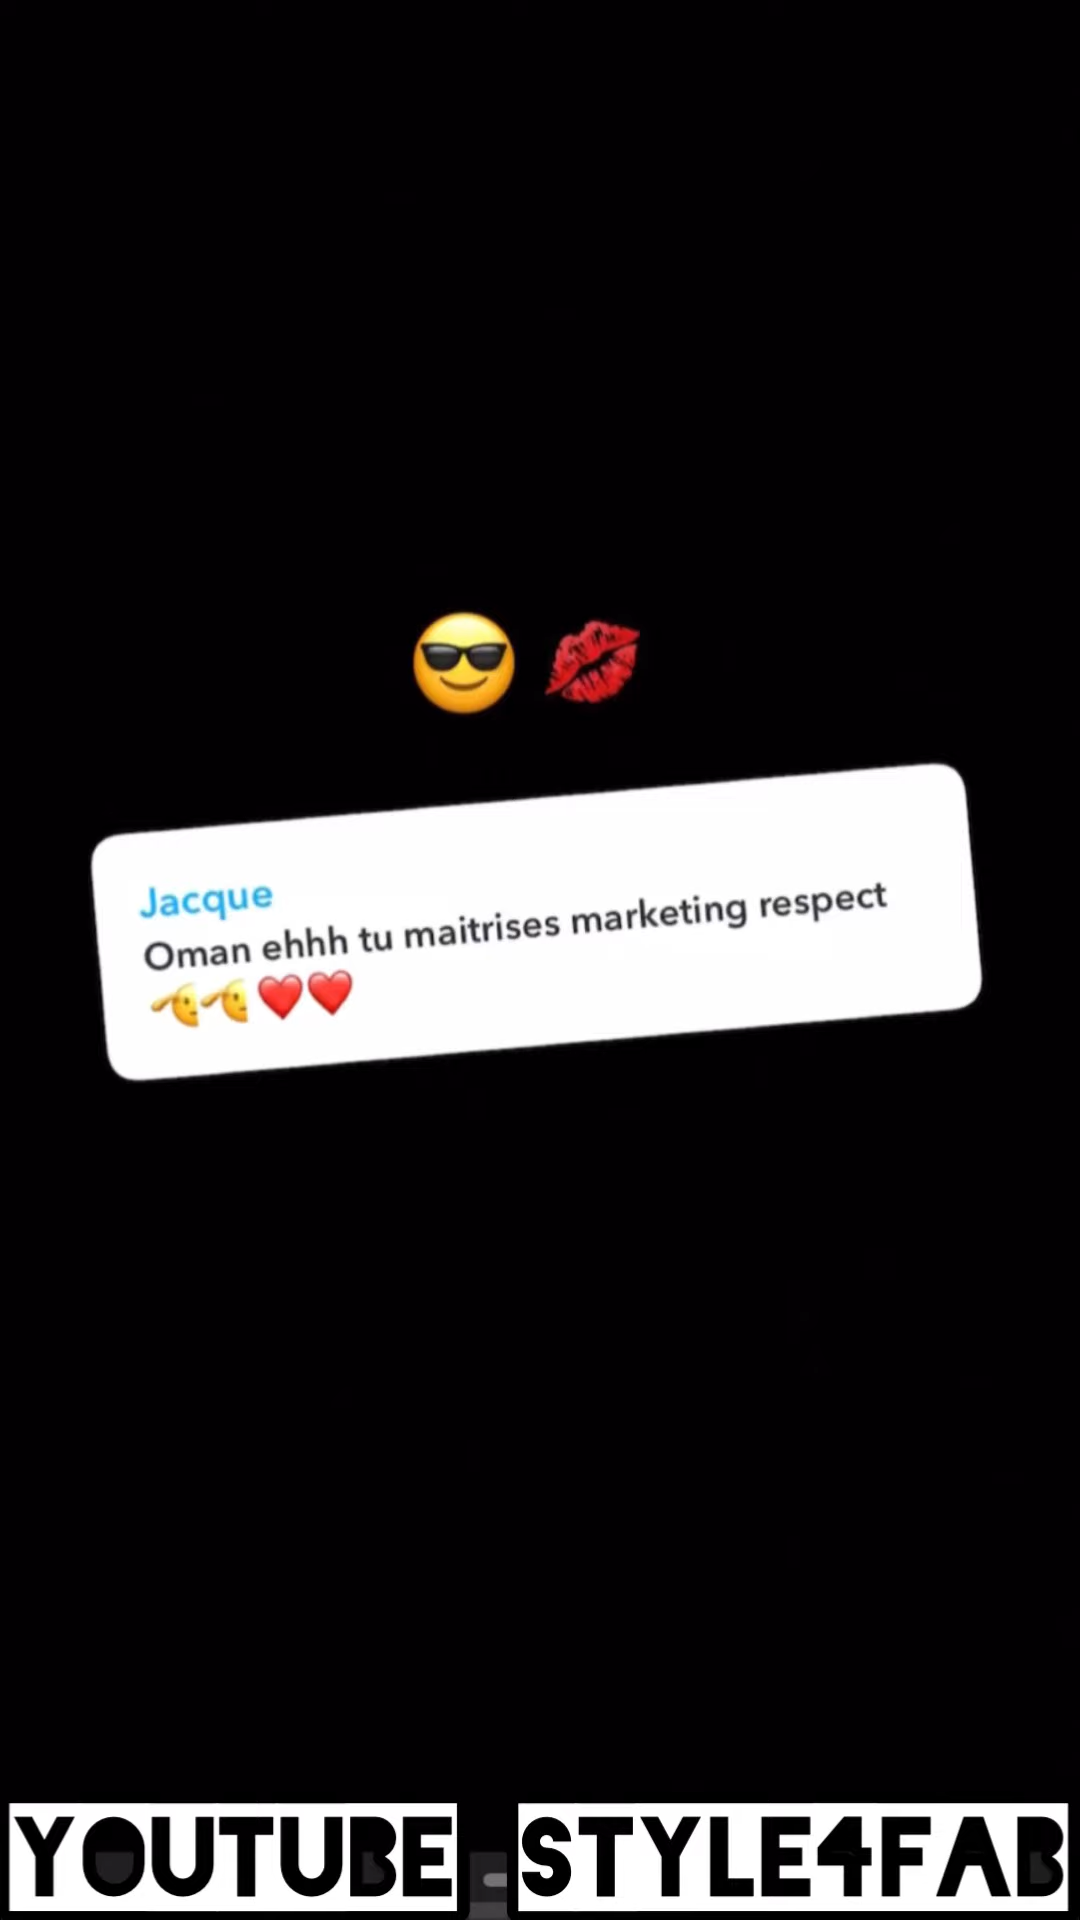 😎 💋
Jacque
Oman ehhh tu maitrises marketing respect
🫡🫡❤️❤️
YOUTUBE STYLE4FAB